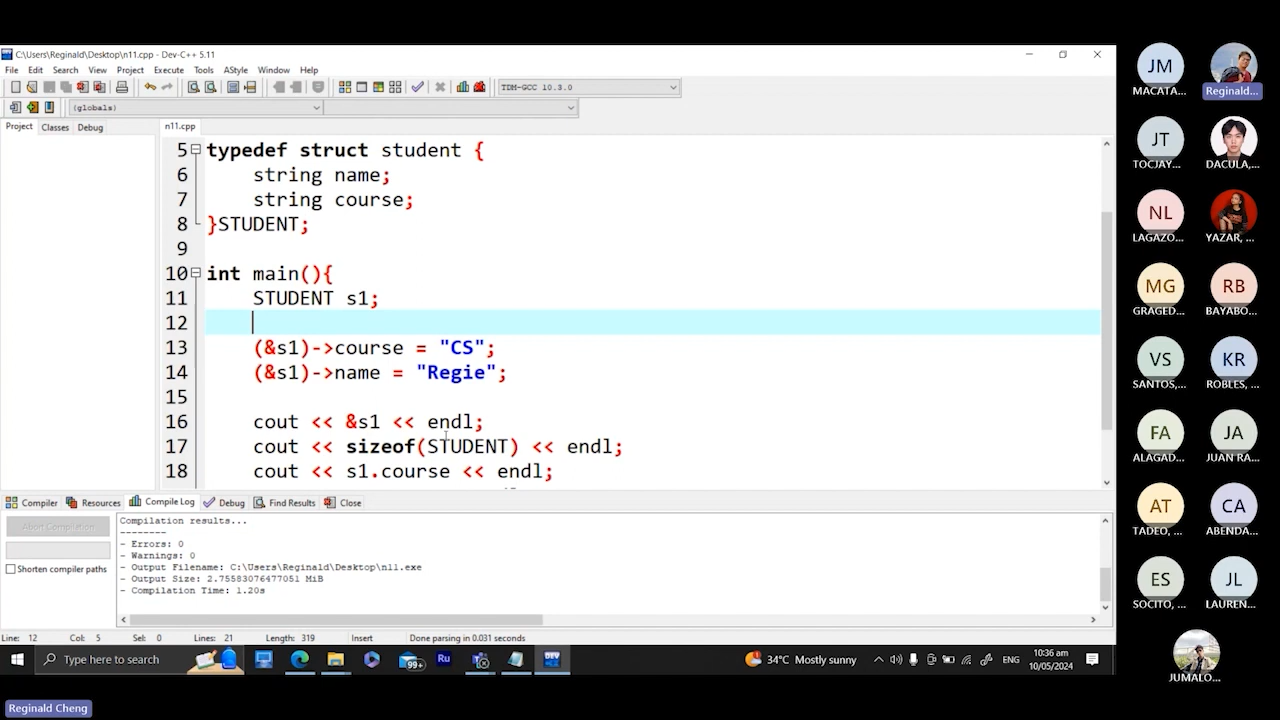 C:\Users\Reginald\Desktop\n11.cpp - Dev-C++ 5.11
File Edit Search View Project Execute Tools AStyle Window Help
TDM-GCC 10.3.0
(globals)
Project Classes Debug
n11.cpp
5 typedef struct student {
6 string name;
7 string course;
8 }STUDENT;
9
10 int main(){
11 STUDENT s1;
12
13 (&s1)->course = "CS";
14 (&s1)->name = "Regie";
15
16 cout << &s1 << endl;
17 cout << sizeof(STUDENT) << endl;
18 cout << s1.course << endl;
Compiler Resources Compile Log Debug Find Results Close
Abort Compilation
Shorten compiler paths
Compilation results...
--------
- Errors: 0
- Warnings: 0
- Output Filename: C:\Users\Reginald\Desktop\n11.exe
- Output Size: 2.75583076477051 MiB
- Compilation Time: 1.20s
Line: 12 Col: 5 Sel: 0 Lines: 21 Length: 319 Insert Done parsing in 0.031 seconds
Type here to search
99+
Ru
DEV
34°C Mostly sunny
ENG
10:36 am
10/05/2024
JM
MACATA...
Reginald...
JT
TOCJAY...
DACULA,...
NL
LAGAZO...
YAZAR, ...
MG
GRAGED...
RB
BAYABO...
VS
SANTOS,...
KR
ROBLES, ...
FA
ALAGAD...
JA
JUAN RA...
AT
TADEO, ...
CA
ABENDA...
ES
SOCITO, ...
JL
LAUREN...
JUMALO...
Reginald Cheng